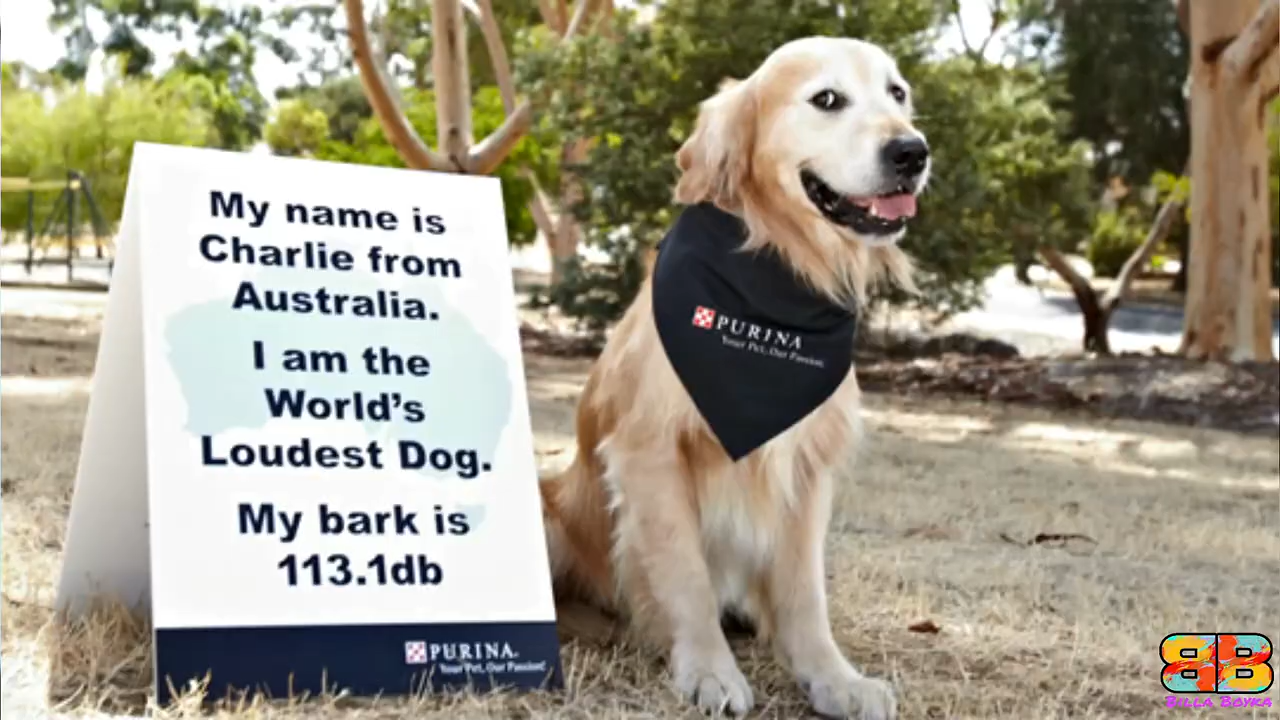 My name is
Charlie from
Australia.
I am the
World's
Loudest Dog.
My bark is
113.1db
PURINA.
Your Pet, Our Passion!
PURINA
Your Pet, Our Passion.
BB
BILLA BOYKA